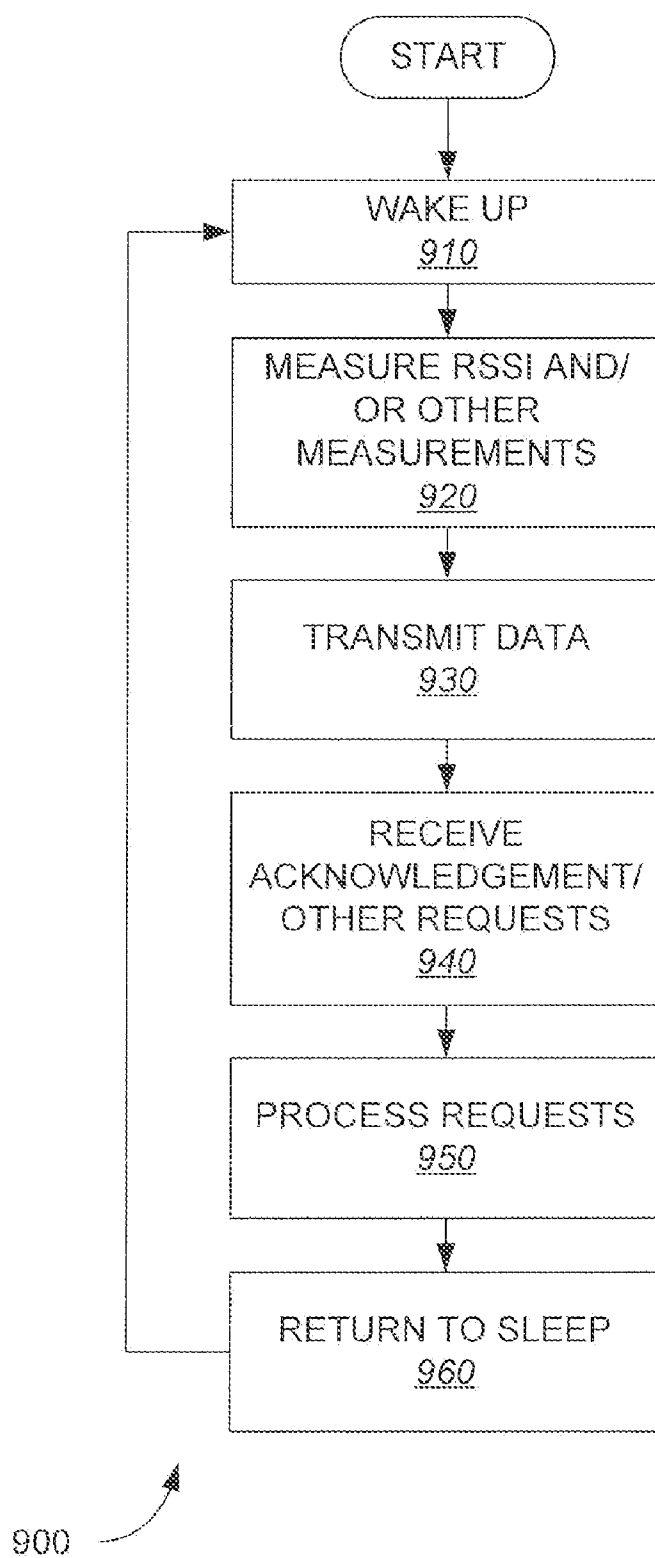 START
WAKE UP
910
MEASURE RSSI AND/
OR OTHER
MEASUREMENTS
920
TRANSMIT DATA
930
RECEIVE
ACKNOWLEDGEMENT/
OTHER REQUESTS
940
PROCESS REQUESTS
950
RETURN TO SLEEP
960
900